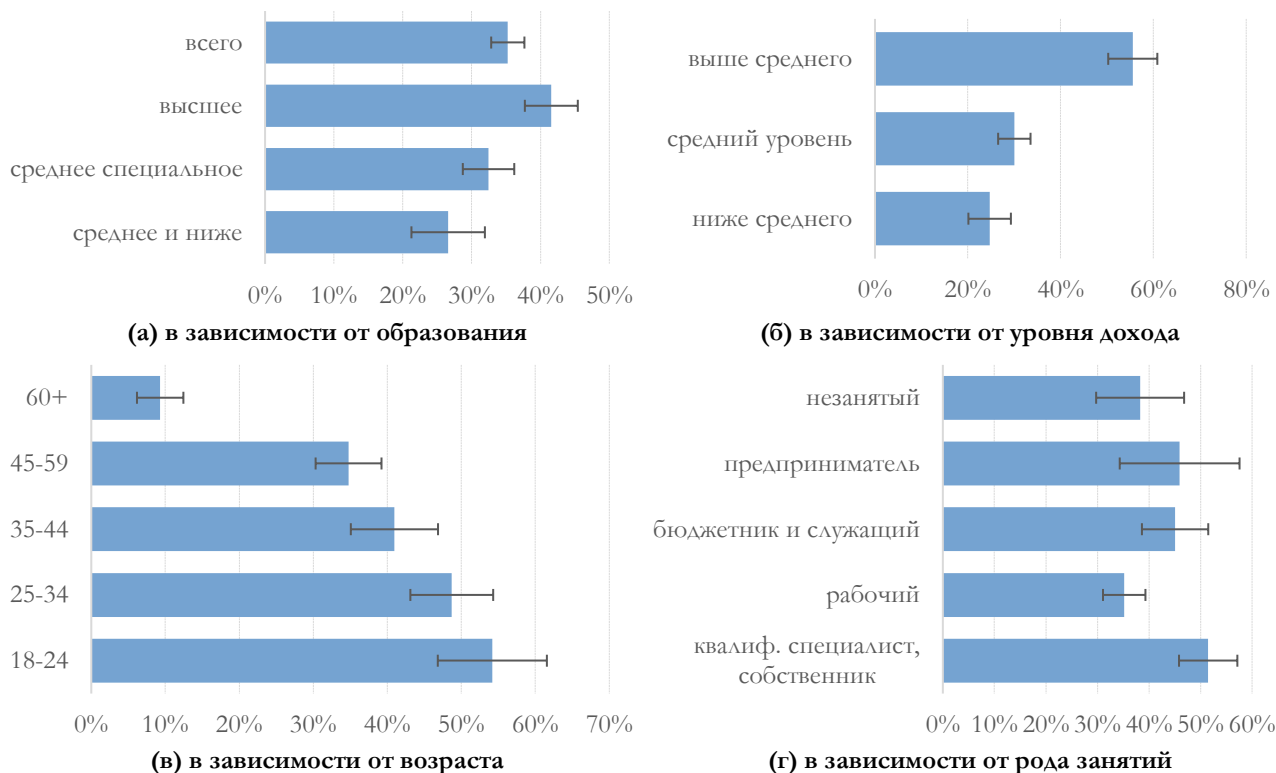 всего
высшее
среднее специальное
среднее и ниже
0% 10% 20% 30% 40% 50%
(а) в зависимости от образования
выше среднего
средний уровень
ниже среднего
0% 20% 40% 60% 80%
(б) в зависимости от уровня дохода
60+
45-59
35-44
25-34
18-24
0% 10% 20% 30% 40% 50% 60% 70%
(в) в зависимости от возраста
незанятый
предприниматель
бюджетник и служащий
рабочий
квалиф. специалист,
собственник
0% 10% 20% 30% 40% 50% 60%
(г) в зависимости от рода занятий